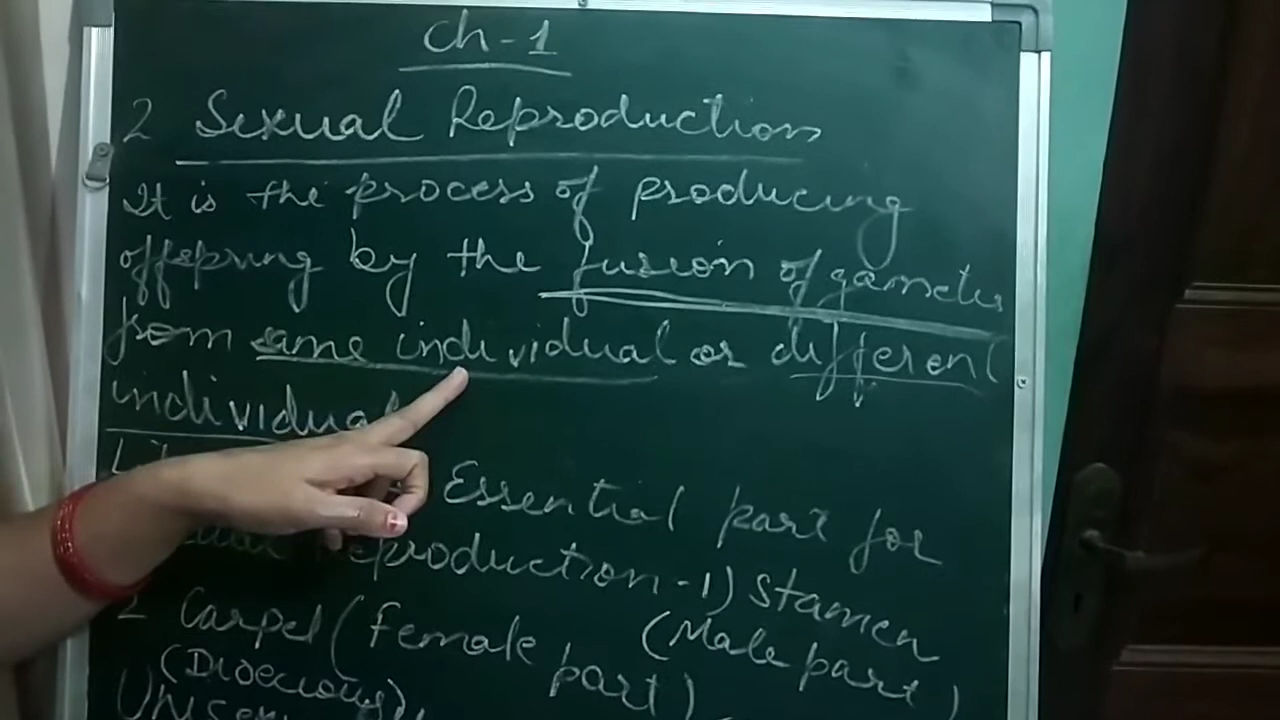 Ch-1
2 Sexual Reproduction
It is the process of producing
offspring by the fusion of gametes
from same individual or different
individual
Essential part for
reproduction-1) Stamen
2 Carpel (Female part) (Male part)
(Dioecious)